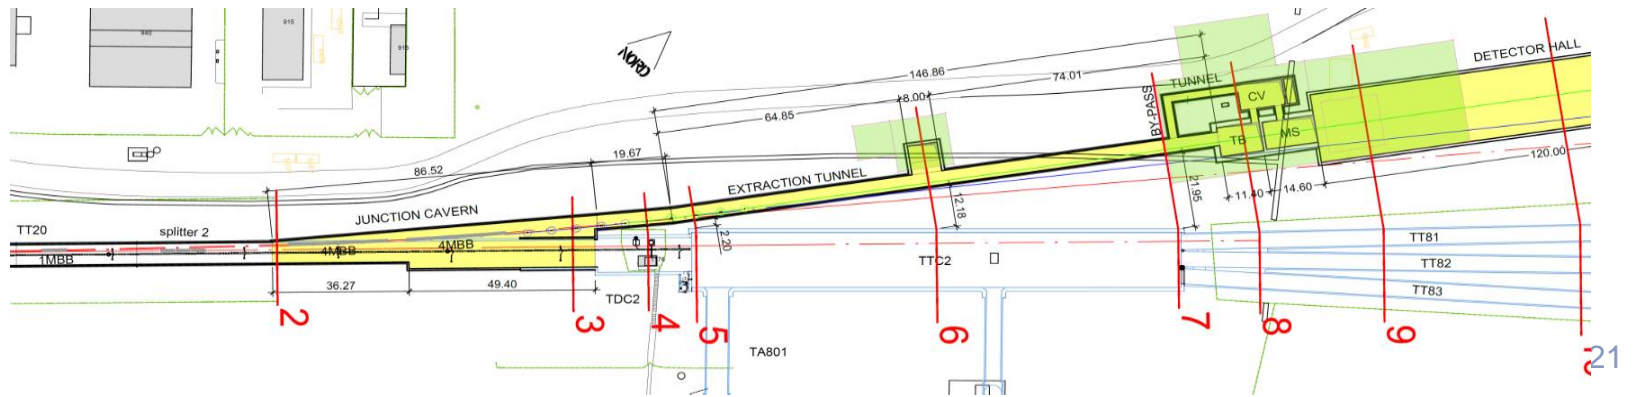 940
915
NORD
146.86
74.01
8.00
64.85
DETECTOR HALL
TUNNEL
BY-PASS
CV
TB
MS
120.00
14.60
11.40
21.95
19.67
86.52
EXTRACTION TUNNEL
12.18
2.20
JUNCTION CAVERN
TT20
splitter 2
4MBB
4MBB
1MBB
36.27
49.40
TDC2
TTC2
TT81
TT82
TT83
TA801
2
3
4
5
6
7
8
9
21